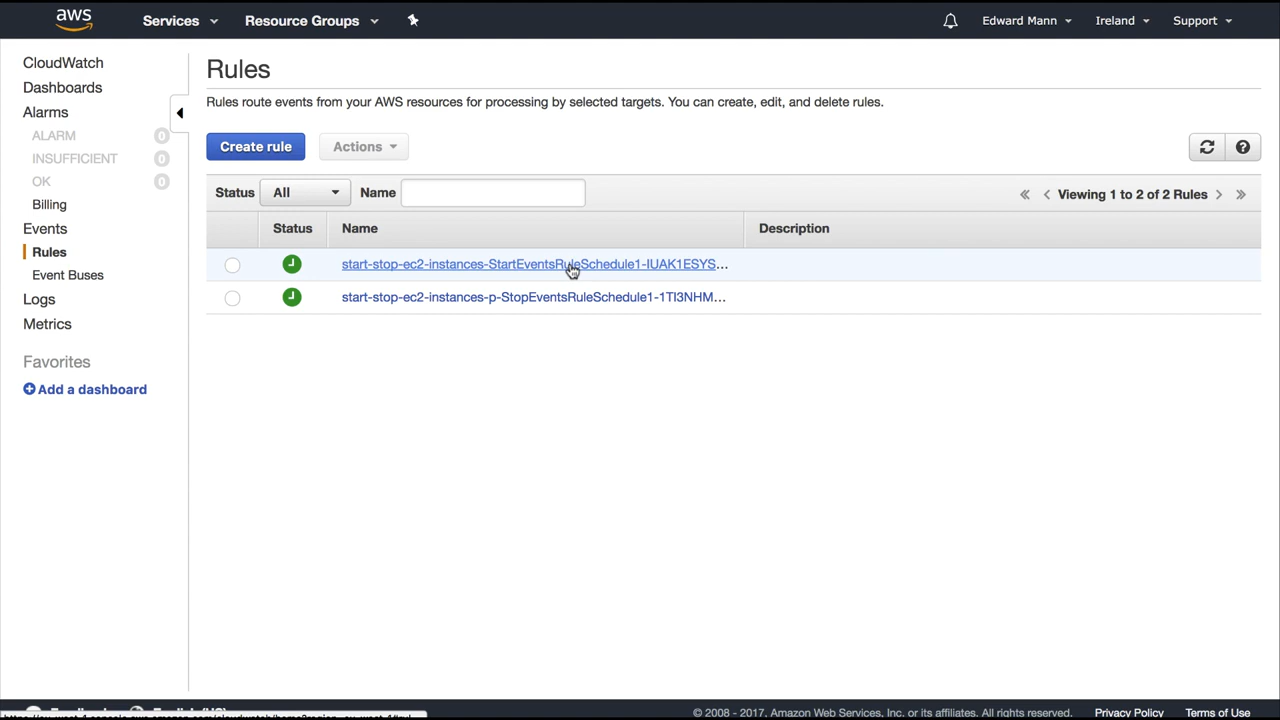 aws Services Resource Groups Edward Mann Ireland Support
CloudWatch
Dashboards
Alarms
ALARM 0
INSUFFICIENT 0
OK 0
Billing
Events
Rules
Event Buses
Logs
Metrics
Favorites
Add a dashboard
Rules
Rules route events from your AWS resources for processing by selected targets. You can create, edit, and delete rules.
Create rule Actions
Status All Name Viewing 1 to 2 of 2 Rules
Status Name Description
start-stop-ec2-instances-StartEventsRuleSchedule1-IUAK1ESYS...
start-stop-ec2-instances-p-StopEventsRuleSchedule1-1TI3NHM...
© 2008 - 2017, Amazon Web Services, Inc. or its affiliates. All rights reserved. Privacy Policy Terms of Use